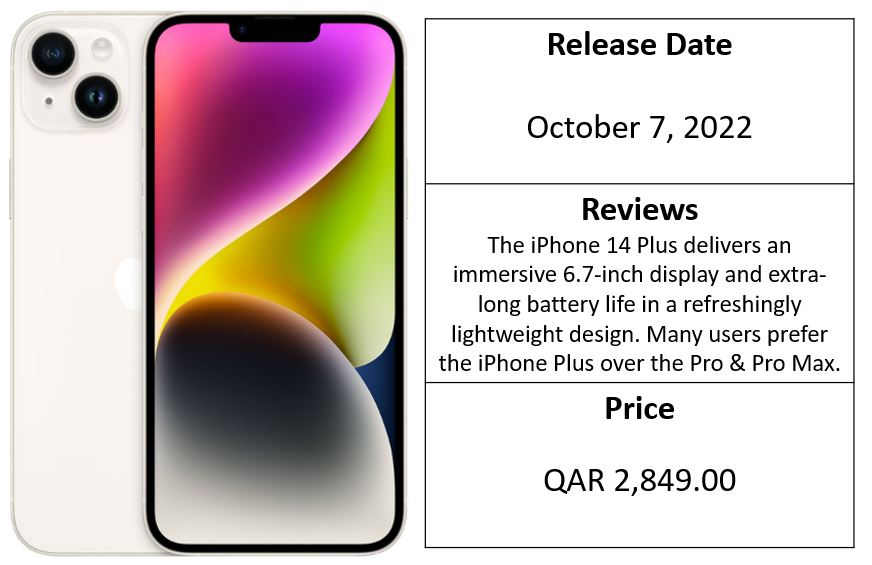 Release Date
October 7, 2022
Reviews
The iPhone 14 Plus delivers an
immersive 6.7-inch display and extra-
long battery life in a refreshingly
lightweight design. Many users prefer
the iPhone Plus over the Pro & Pro Max.
Price
QAR 2,849.00